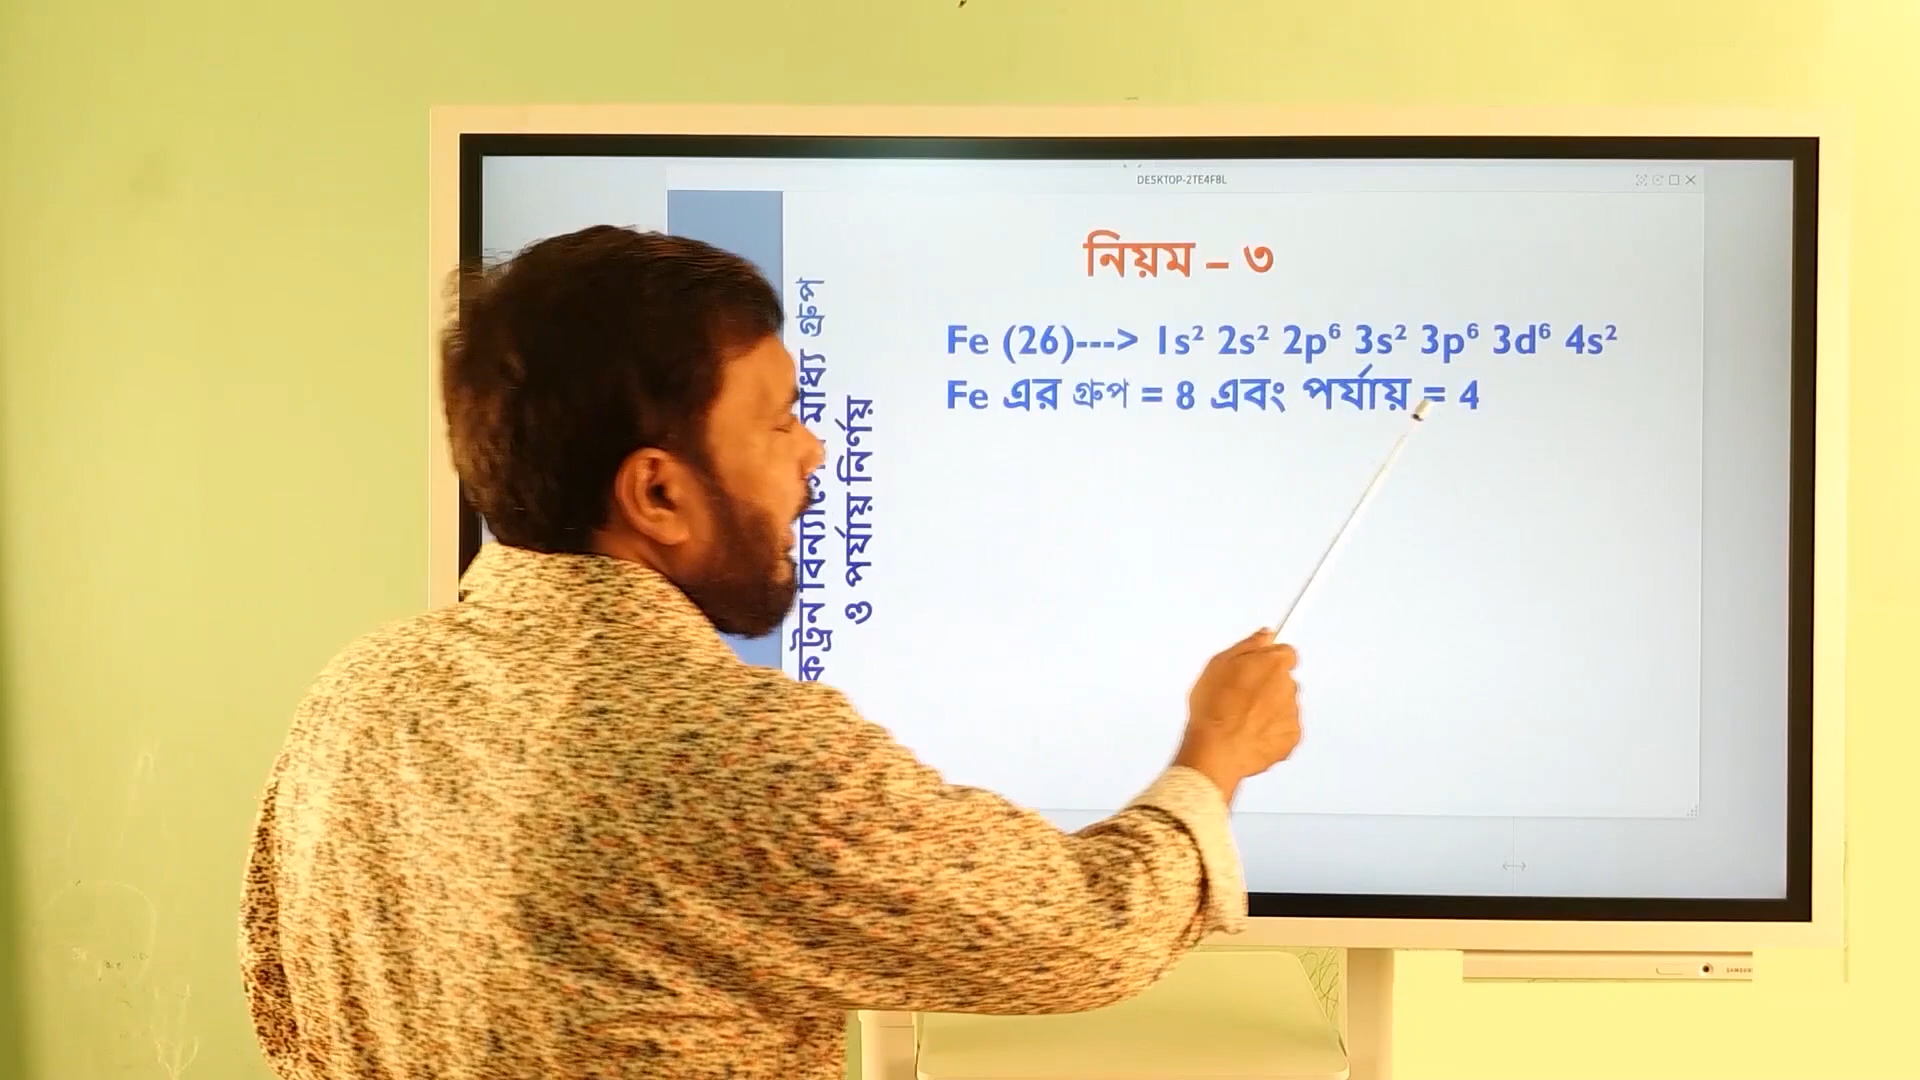 DESKTOP-2TE4F8L
নিয়ম – ৩
Fe (26)---> 1s² 2s² 2p⁶ 3s² 3p⁶ 3d⁶ 4s²
Fe এর গ্রুপ = 8 এবং পর্যায় = 4
মাধ্য গ্রুপ
ও পর্যায় নির্ণয়
SAMSUNG